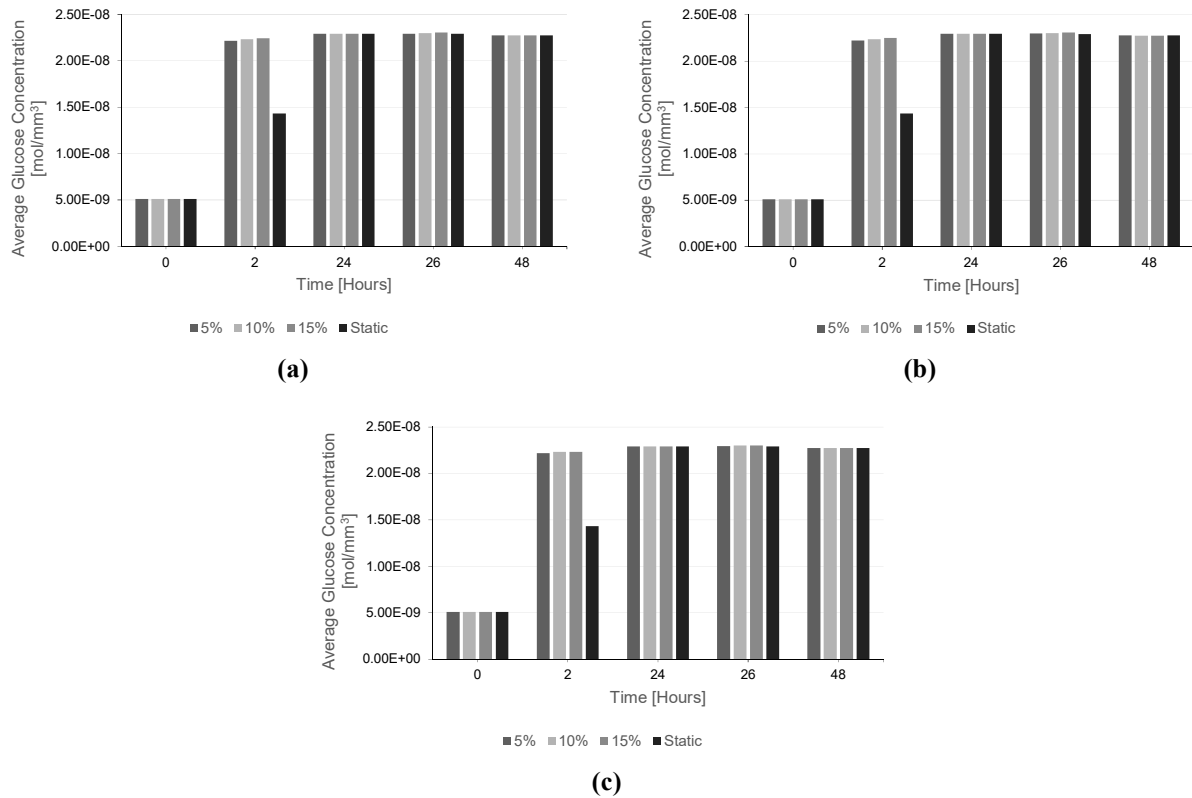 Average Glucose Concentration
[mol/mm³]
2.50E-08
2.00E-08
1.50E-08
1.00E-08
5.00E-09
0.00E+00
0 2 24 26 48
Time [Hours]
5% 10% 15% Static
(a)
Average Glucose Concentration
[mol/mm³]
2.50E-08
2.00E-08
1.50E-08
1.00E-08
5.00E-09
0.00E+00
0 2 24 26 48
Time [Hours]
5% 10% 15% Static
(b)
Average Glucose Concentration
[mol/mm³]
2.50E-08
2.00E-08
1.50E-08
1.00E-08
5.00E-09
0.00E+00
0 2 24 26 48
Time [Hours]
5% 10% 15% Static
(c)